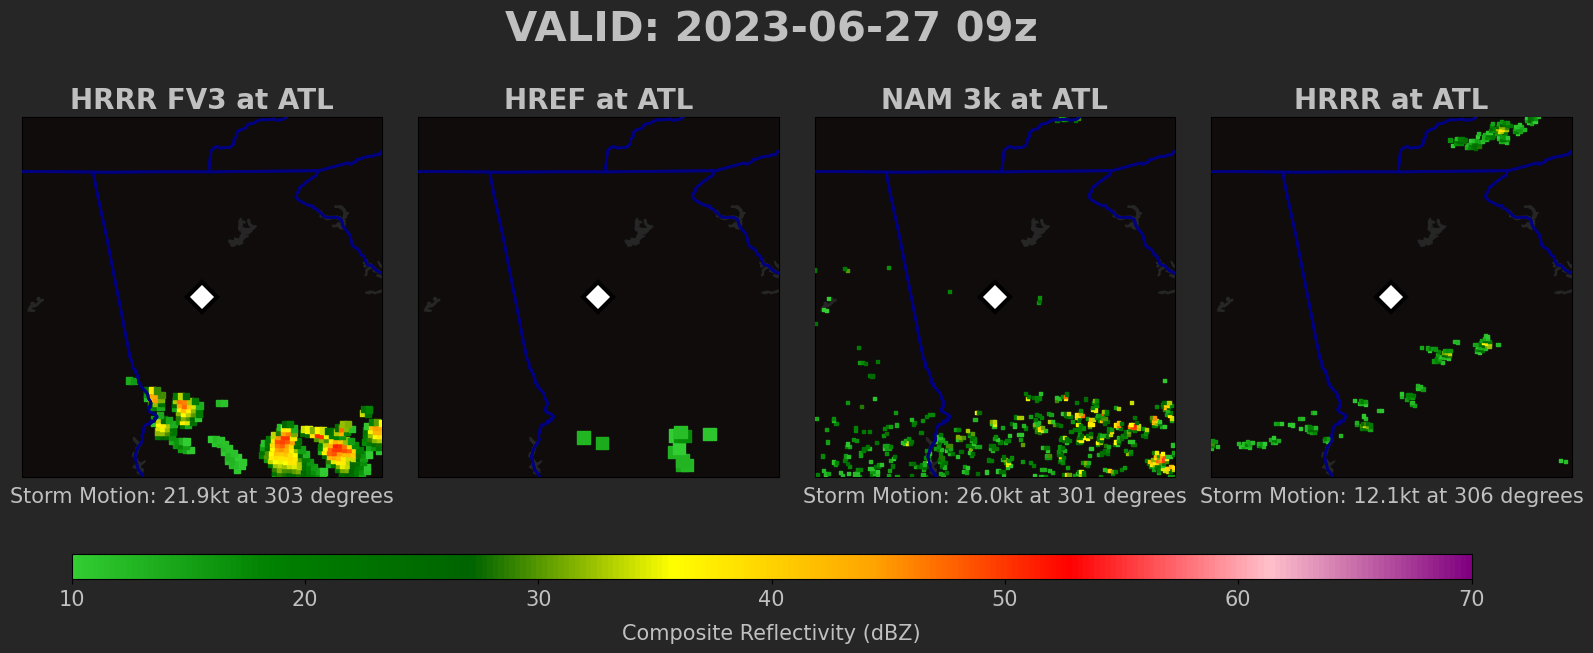 VALID: 2023-06-27 09z
HRRR FV3 at ATL
HREF at ATL
NAM 3k at ATL
HRRR at ATL
Storm Motion: 21.9kt at 303 degrees
Storm Motion: 26.0kt at 301 degrees
Storm Motion: 12.1kt at 306 degrees
10 20 30 40 50 60 70
Composite Reflectivity (dBZ)